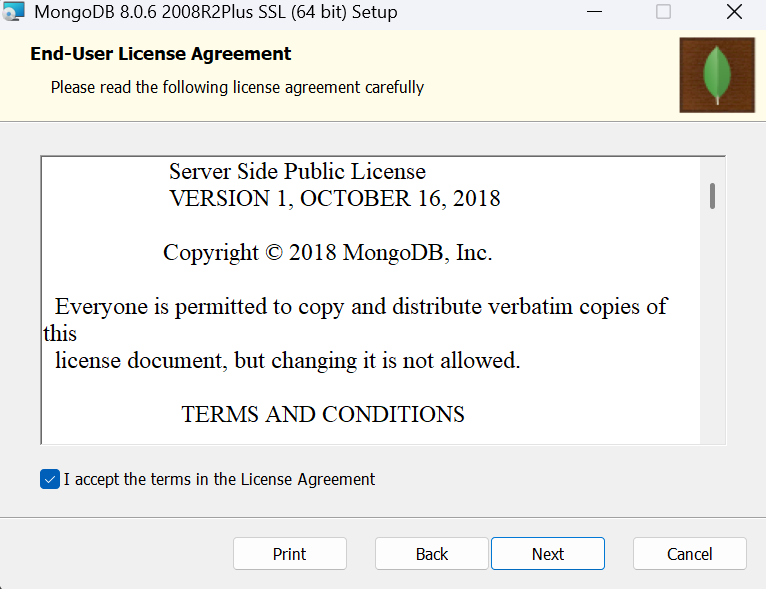 MongoDB 8.0.6 2008R2Plus SSL (64 bit) Setup
End-User License Agreement
Please read the following license agreement carefully
Server Side Public License
VERSION 1, OCTOBER 16, 2018
Copyright © 2018 MongoDB, Inc.
Everyone is permitted to copy and distribute verbatim copies of
this
license document, but changing it is not allowed.
TERMS AND CONDITIONS
I accept the terms in the License Agreement
Print Back Next Cancel